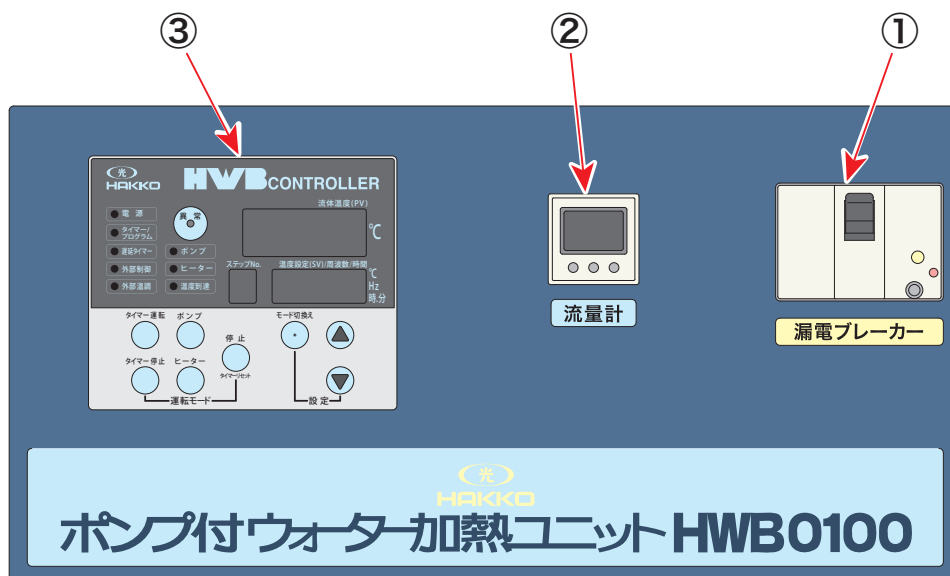 ③
②
①
光
HAKKO
HWB CONTROLLER
流体温度(PV)
電 源
異 常
℃
タイマー/
プログラム
遅延タイマー
ポンプ
外部制御
ヒーター
ステップNo.
温度設定(SV)/周波数/時間
℃
外部温調
温度到達
Hz
時.分
タイマー運転
ポンプ
モード切換え
停 止
タイマー停止
ヒーター
タイマーリセット
運転モード
設 定
流量計
漏電ブレーカー
光
HAKKO
ポンプ付ウォーター加熱ユニット HWB0100